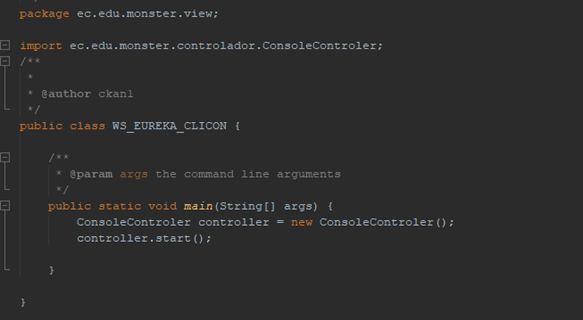 package ec.edu.monster.view;
import ec.edu.monster.controlador.ConsoleControler;
/**
*
* @author ckanl
*/
public class WS_EUREKA_CLICON {
/**
* @param args the command line arguments
*/
public static void main(String[] args) {
ConsoleControler controller = new ConsoleControler();
controller.start();
}
}